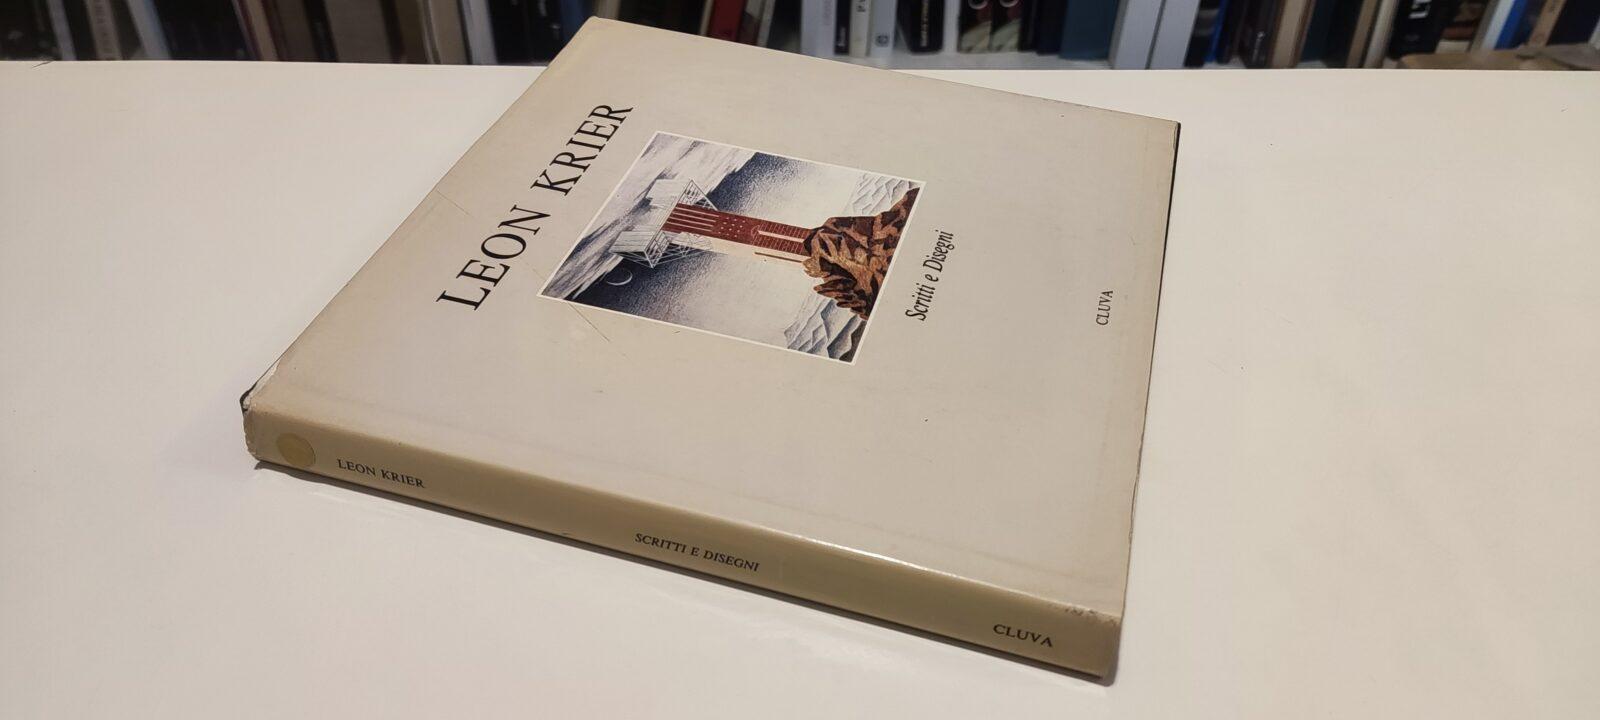 LEON KRIER
Scritti e Disegni
CLUVA
LEON KRIER
SCRITTI E DISEGNI
CLUVA